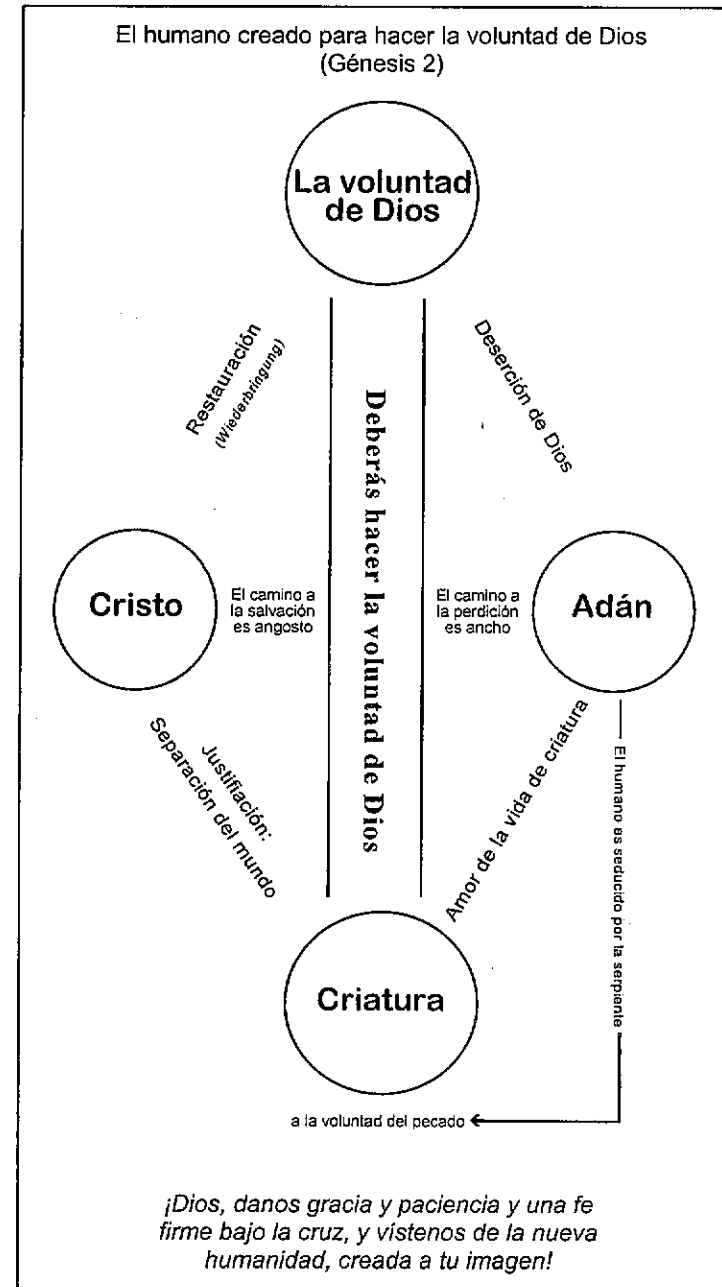 El humano creado para hacer la voluntad de Dios
(Génesis 2)
La voluntad
de Dios
Restauración
(Wiederbringung)
Deserción de Dios
Deberás hacer la voluntad de Dios
Cristo
El camino a
la salvación
es angosto
El camino a
la perdición
es ancho
Adán
Justifiación:
Separación del mundo
Amor de la vida de criatura
El humano es seducido por la serpiente
Criatura
a la voluntad del pecado
¡Dios, danos gracia y paciencia y una fe
firme bajo la cruz, y vístenos de la nueva
humanidad, creada a tu imagen!